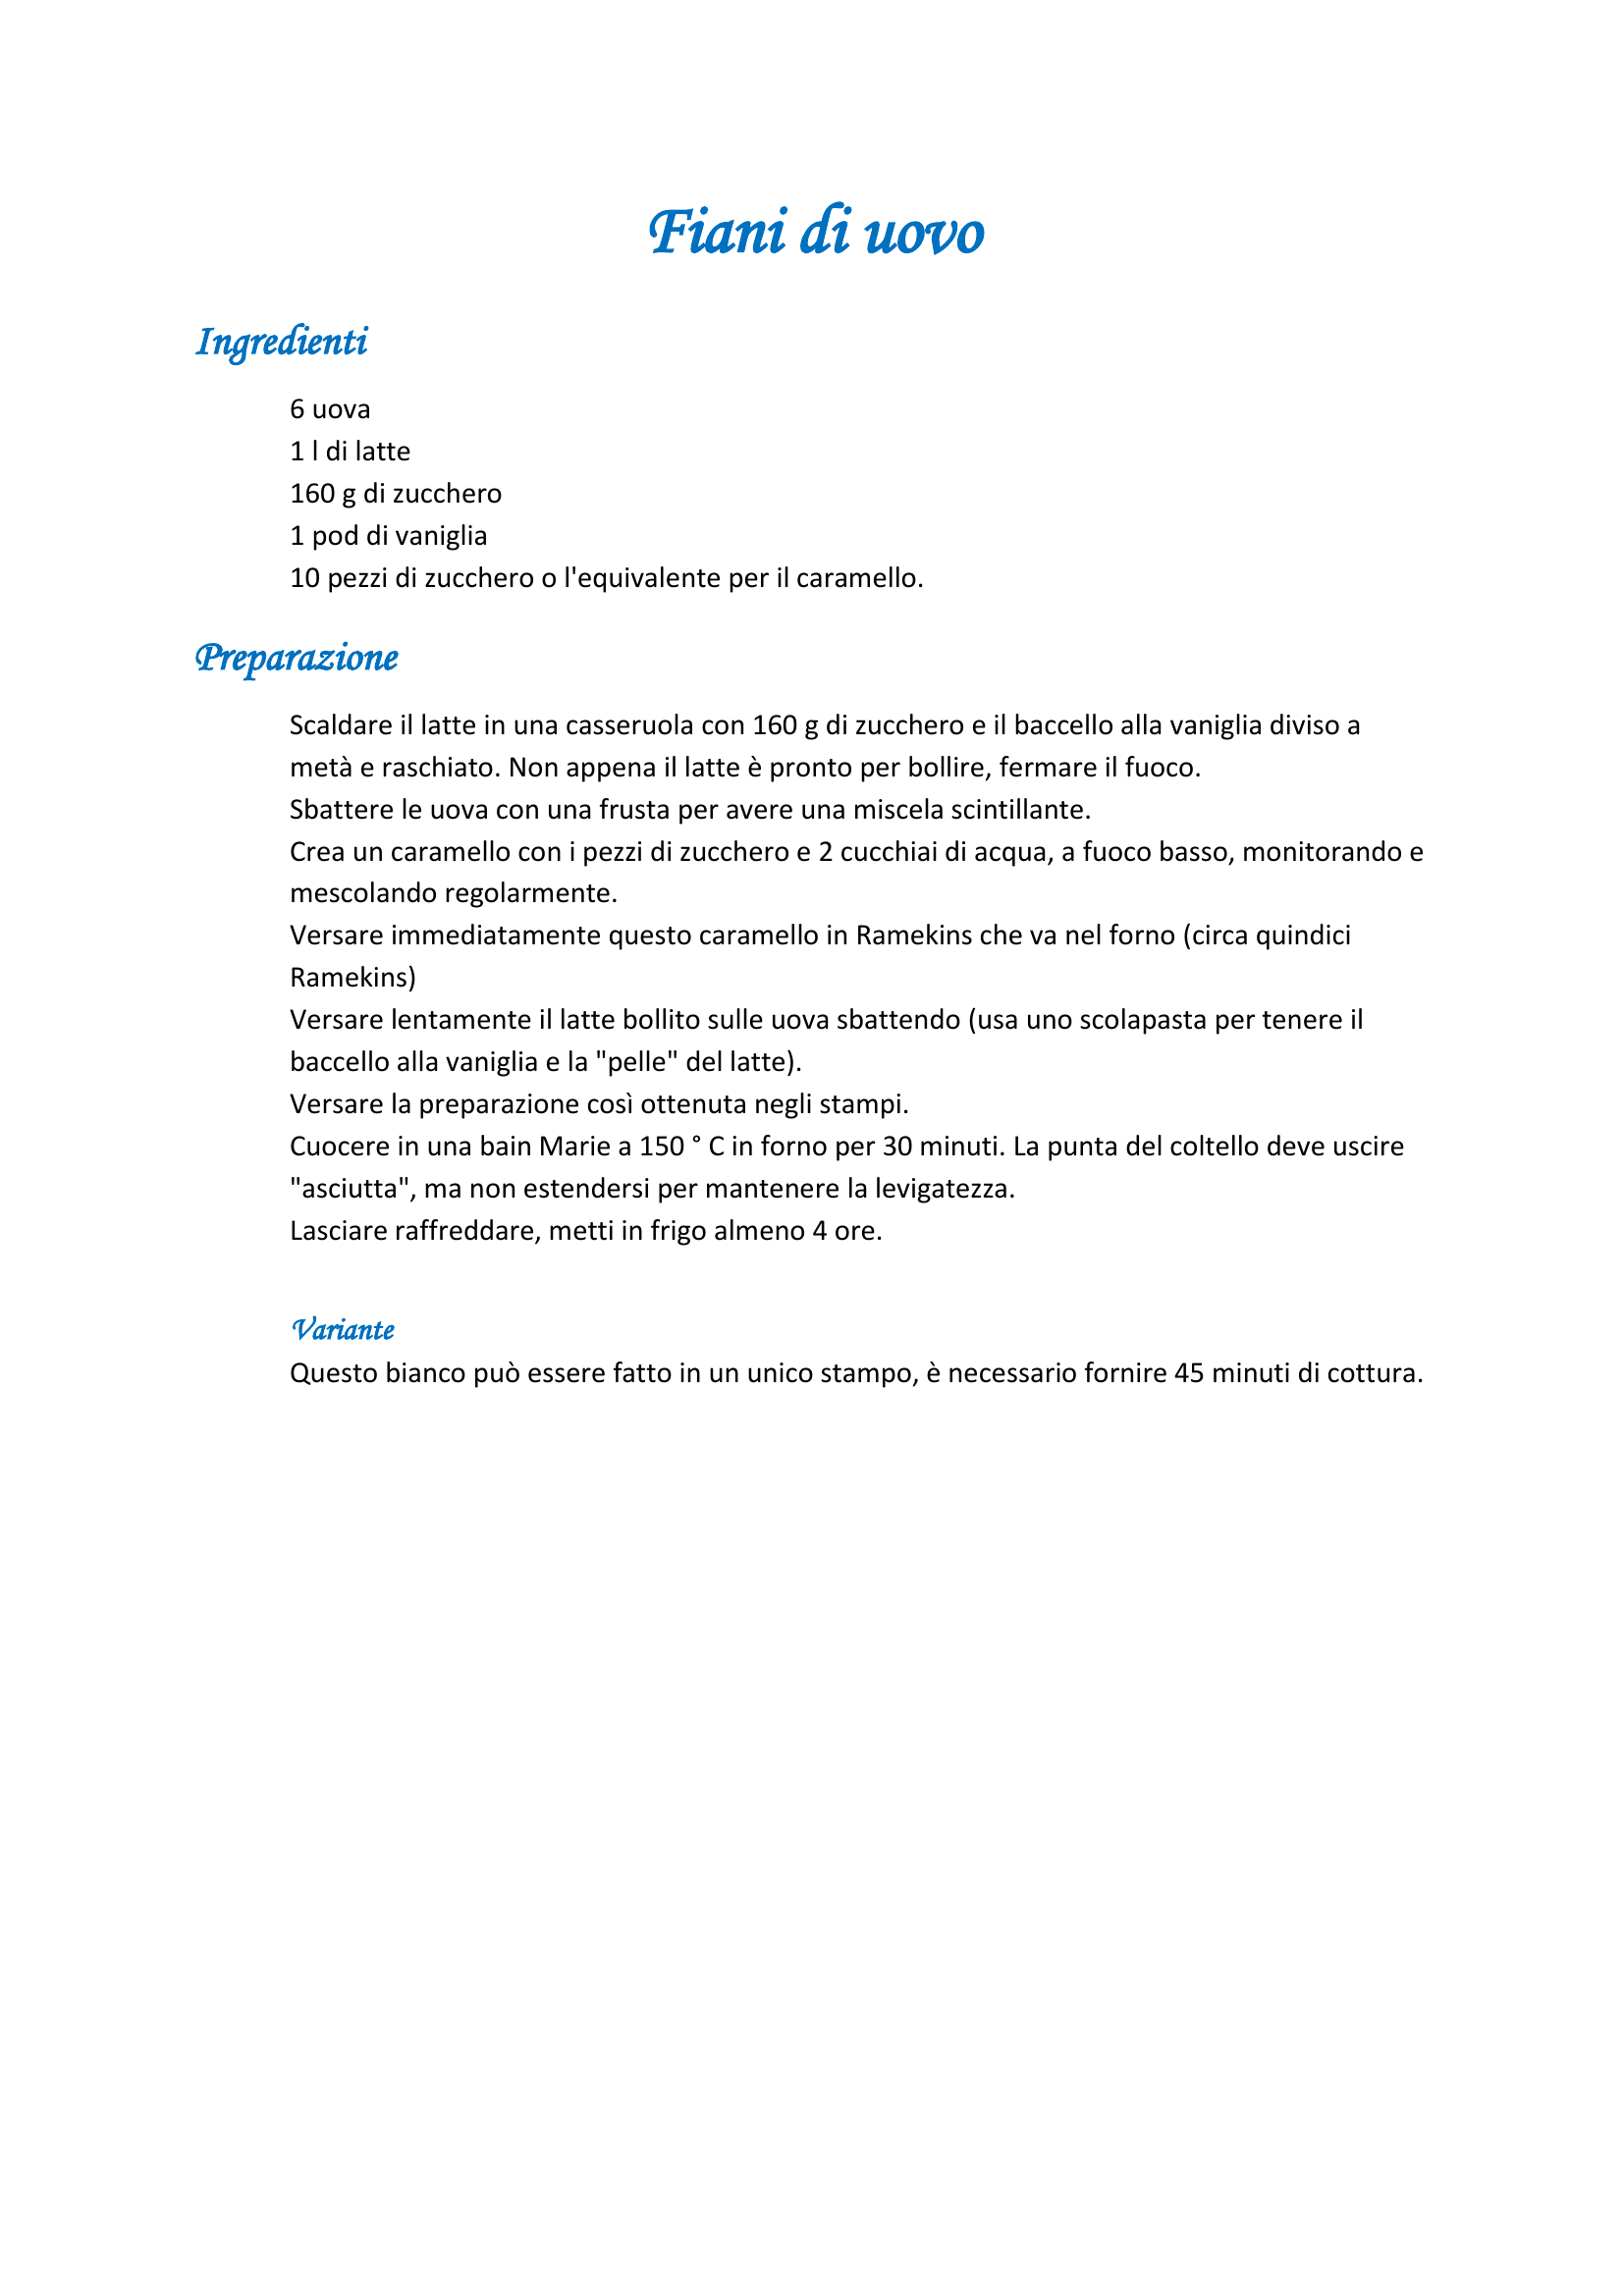 Fiani di uovo
Ingredienti
6 uova
1 l di latte
160 g di zucchero
1 pod di vaniglia
10 pezzi di zucchero o l'equivalente per il caramello.
Preparazione
Scaldare il latte in una casseruola con 160 g di zucchero e il baccello alla vaniglia diviso a
metà e raschiato. Non appena il latte è pronto per bollire, fermare il fuoco.
Sbattere le uova con una frusta per avere una miscela scintillante.
Crea un caramello con i pezzi di zucchero e 2 cucchiai di acqua, a fuoco basso, monitorando e
mescolando regolarmente.
Versare immediatamente questo caramello in Ramekins che va nel forno (circa quindici
Ramekins)
Versare lentamente il latte bollito sulle uova sbattendo (usa uno scolapasta per tenere il
baccello alla vaniglia e la "pelle" del latte).
Versare la preparazione così ottenuta negli stampi.
Cuocere in una bain Marie a 150 ° C in forno per 30 minuti. La punta del coltello deve uscire
"asciutta", ma non estendersi per mantenere la levigatezza.
Lasciare raffreddare, metti in frigo almeno 4 ore.
Variante
Questo bianco può essere fatto in un unico stampo, è necessario fornire 45 minuti di cottura.